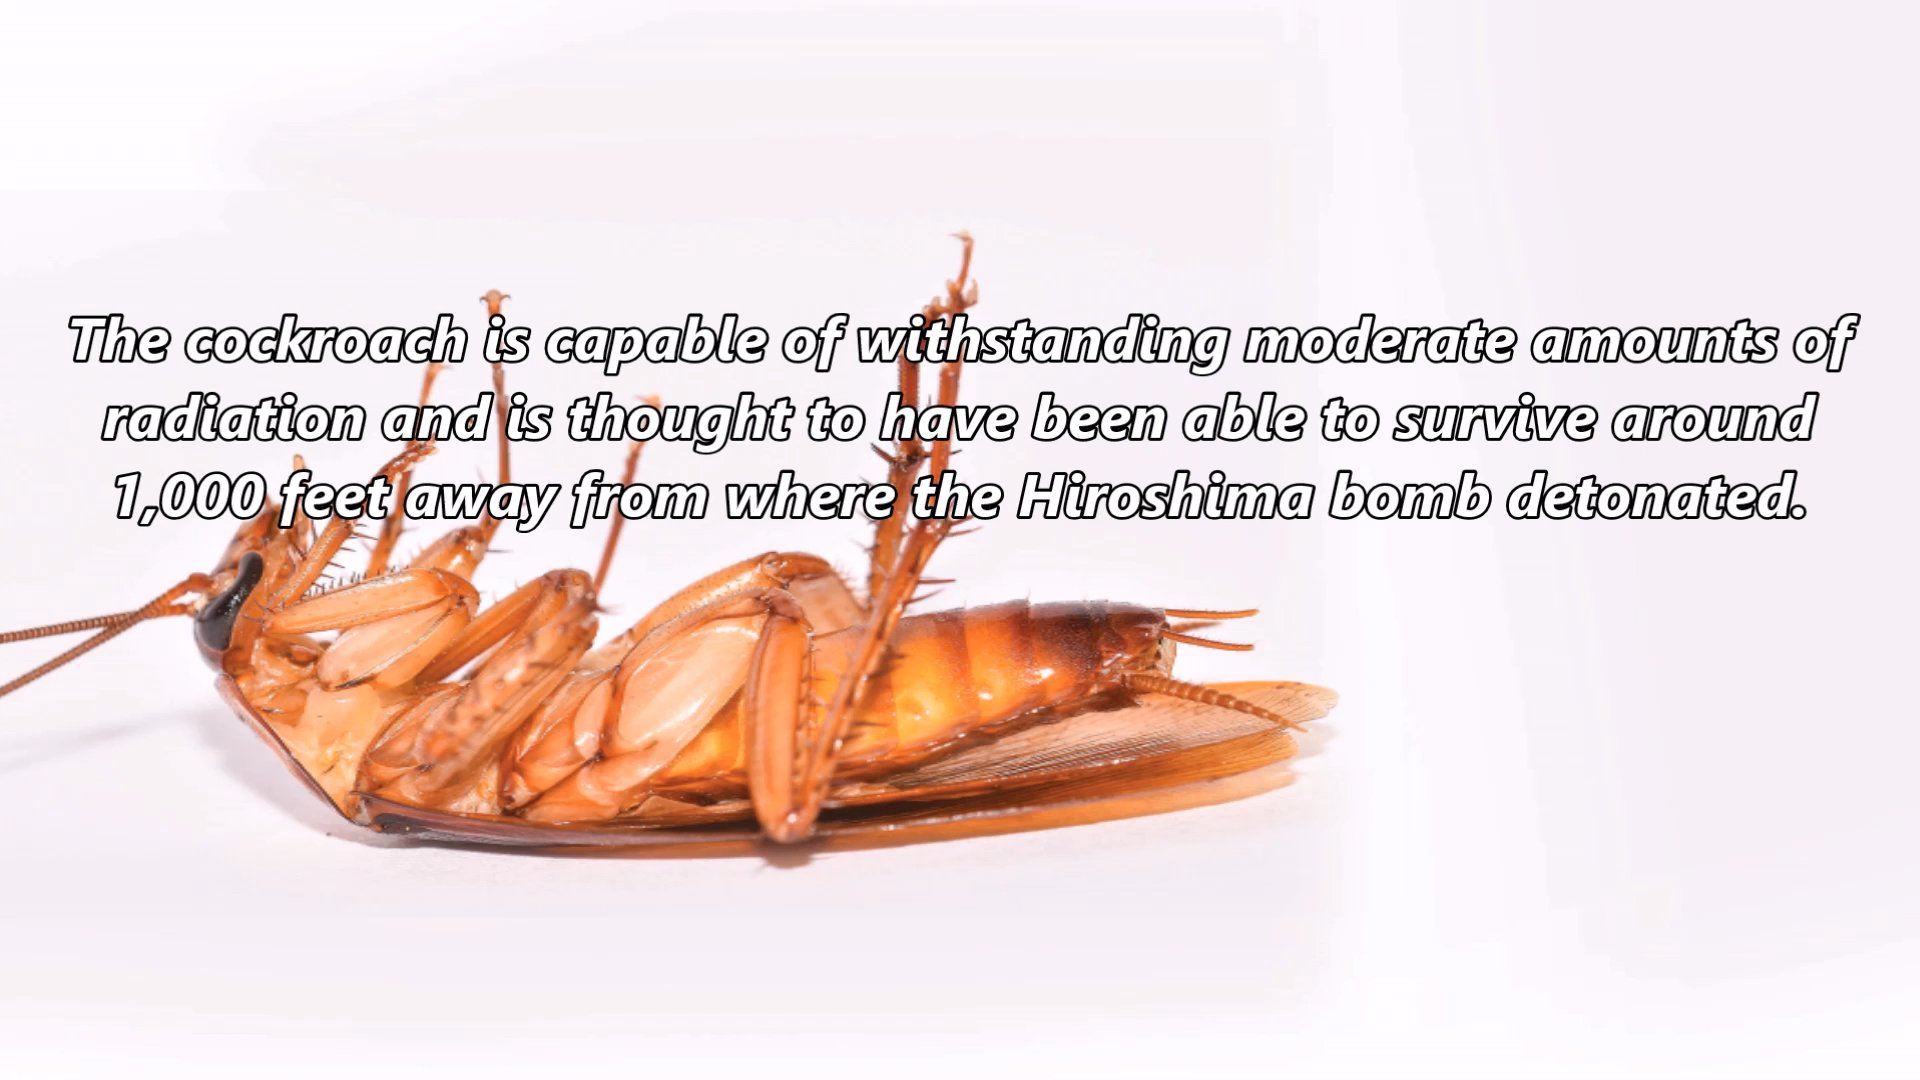 The cockroach is capable of withstanding moderate amounts of
radiation and is thought to have been able to survive around
1,000 feet away from where the Hiroshima bomb detonated.